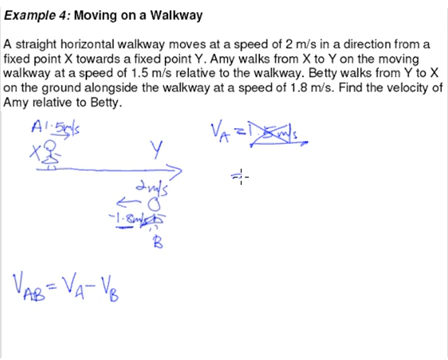 Example 4: Moving on a Walkway
A straight horizontal walkway moves at a speed of 2 m/s in a direction from a
fixed point X towards a fixed point Y. Amy walks from X to Y on the moving
walkway at a speed of 1.5 m/s relative to the walkway. Betty walks from Y to X
on the ground alongside the walkway at a speed of 1.8 m/s. Find the velocity of
Amy relative to Betty.
A 1.5m/s
V_A = 1.5m/s
X
Y
=
2m/s
-1.8m/s
B
V_AB = V_A - V_B